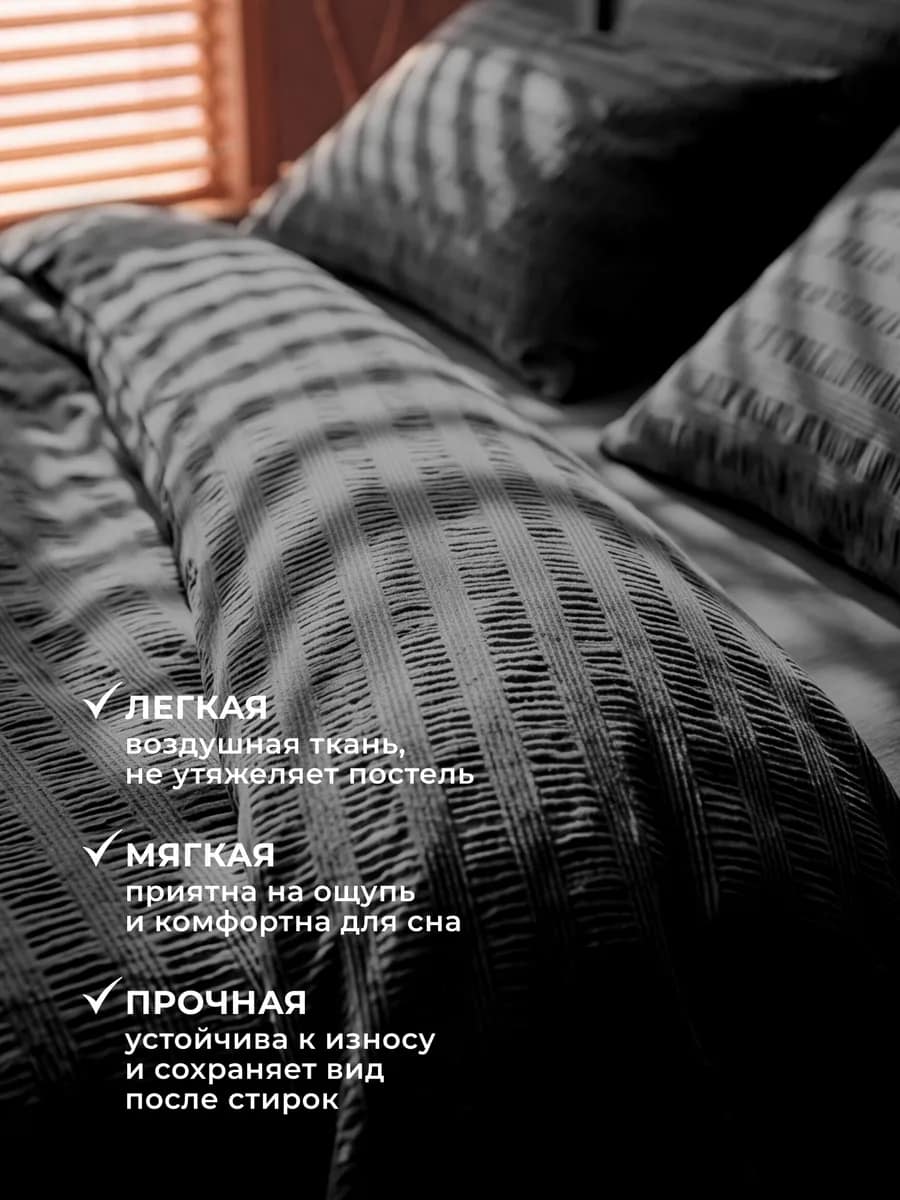 ЛЕГКАЯ
воздушная ткань,
не утяжеляет постель
МЯГКАЯ
приятна на ощупь
и комфортна для сна
ПРОЧНАЯ
устойчива к износу
и сохраняет вид
после стирок